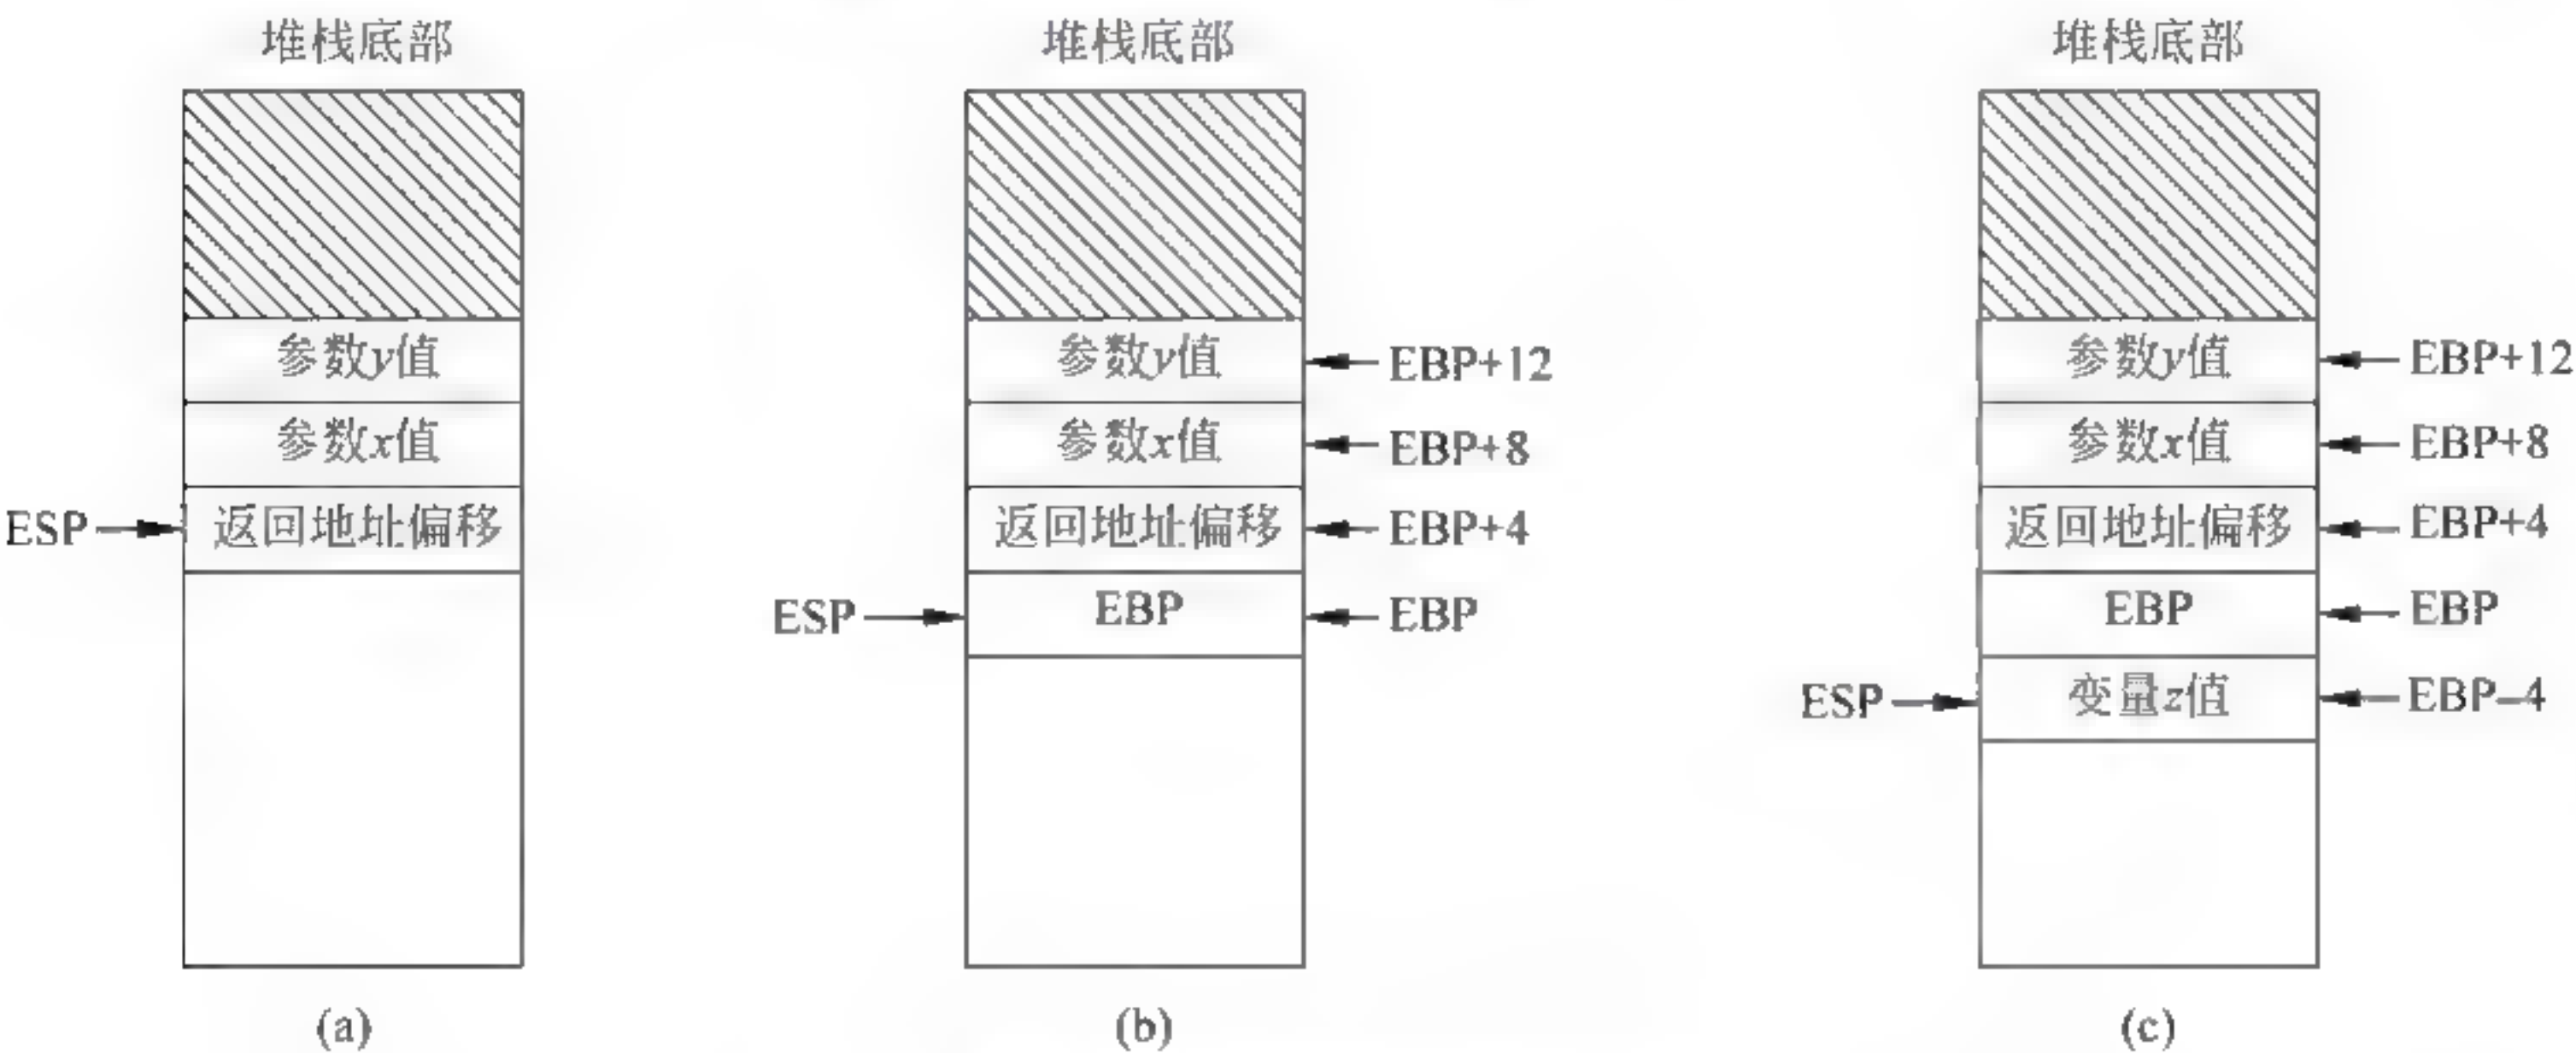 堆栈底部
参数y值
参数x值
ESP
返回地址偏移
(a)
堆栈底部
参数y值
EBP+12
参数x值
EBP+8
返回地址偏移
EBP+4
ESP
EBP
EBP
(b)
堆栈底部
参数y值
EBP+12
参数x值
EBP+8
返回地址偏移
EBP+4
EBP
EBP
ESP
变量z值
EBP–4
(c)